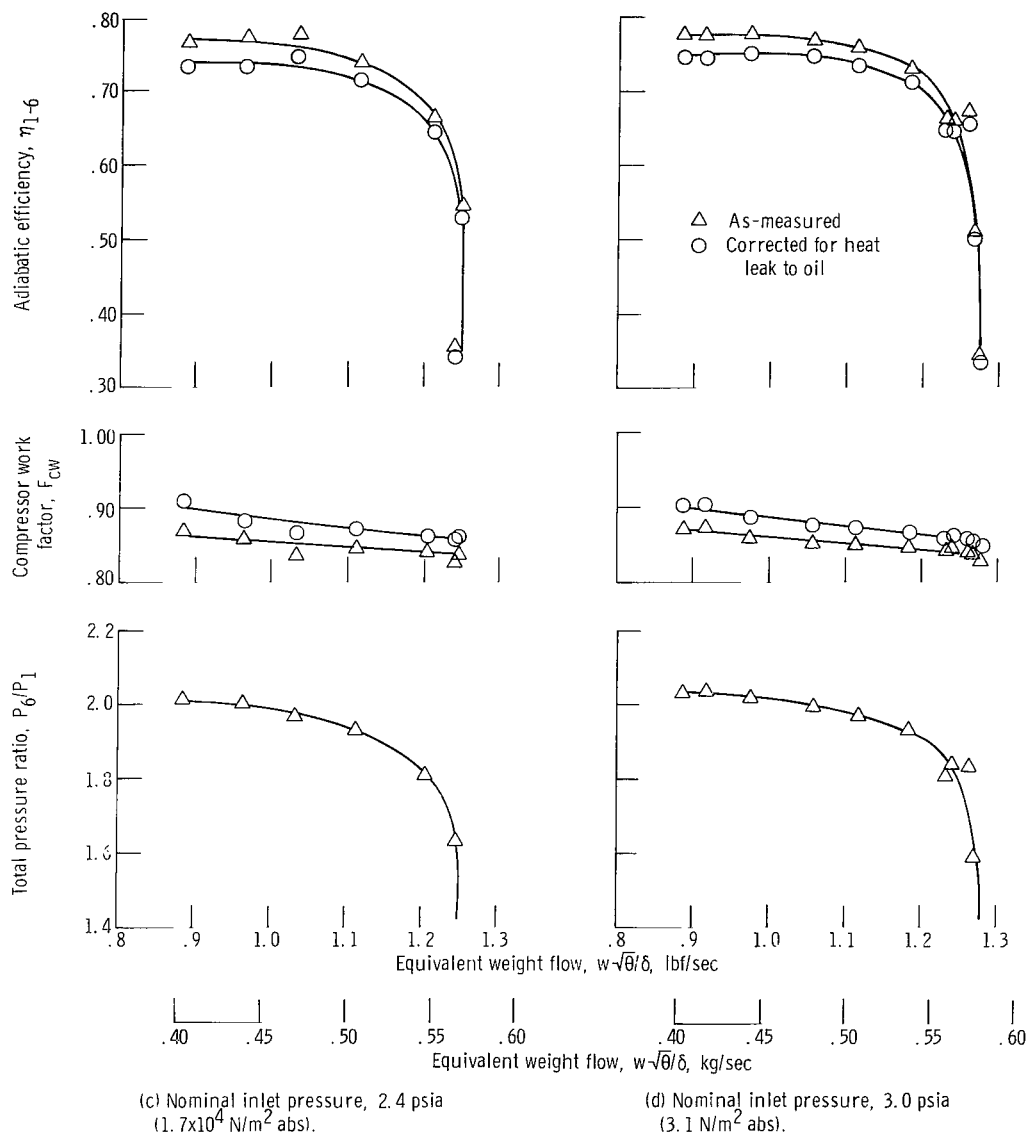 .80
.70
.60
.50
.40
.30
Adiabatic efficiency, η1-6
△ As-measured
○ Corrected for heat
leak to oil
1.00
.90
.80
Compressor work
factor, Fcw
2.2
2.0
1.8
1.6
1.4
Total pressure ratio, P6/P1
.8 .9 1.0 1.1 1.2 1.3
Equivalent weight flow, w√θ/δ, lbf/sec
.8 .9 1.0 1.1 1.2 1.3
.40 .45 .50 .55 .60
Equivalent weight flow, w√θ/δ, kg/sec
.40 .45 .50 .55 .60
(c) Nominal inlet pressure, 2.4 psia
(1.7x10⁴ N/m² abs).
(d) Nominal inlet pressure, 3.0 psia
(3.1 N/m² abs).